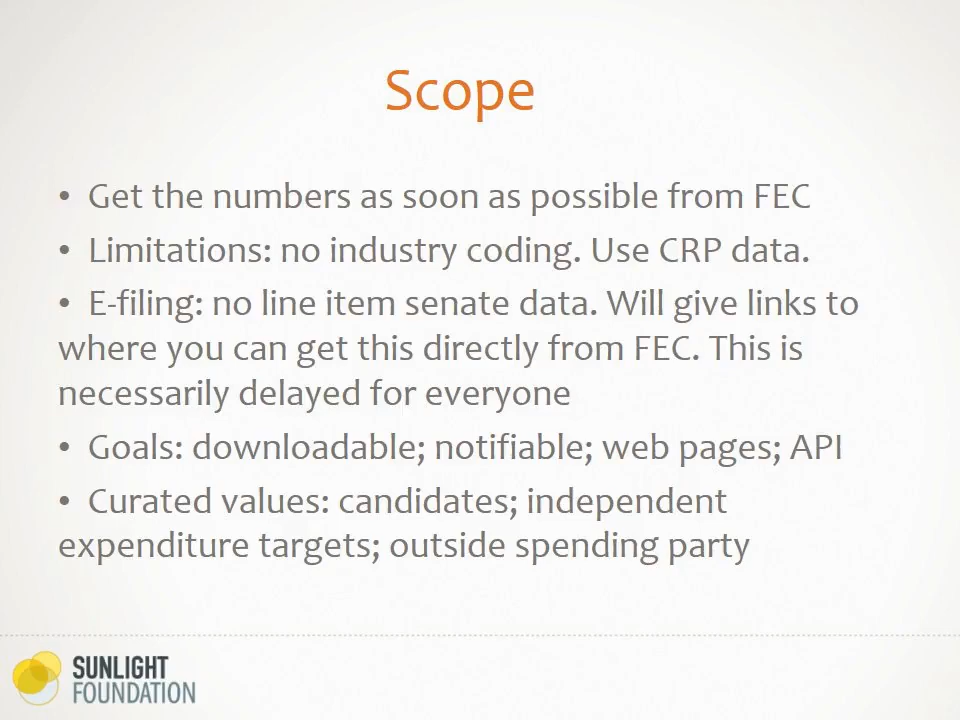 Scope
• Get the numbers as soon as possible from FEC
• Limitations: no industry coding. Use CRP data.
• E-filing: no line item senate data. Will give links to
where you can get this directly from FEC. This is
necessarily delayed for everyone
• Goals: downloadable; notifiable; web pages; API
• Curated values: candidates; independent
expenditure targets; outside spending party
SUNLIGHT
FOUNDATION